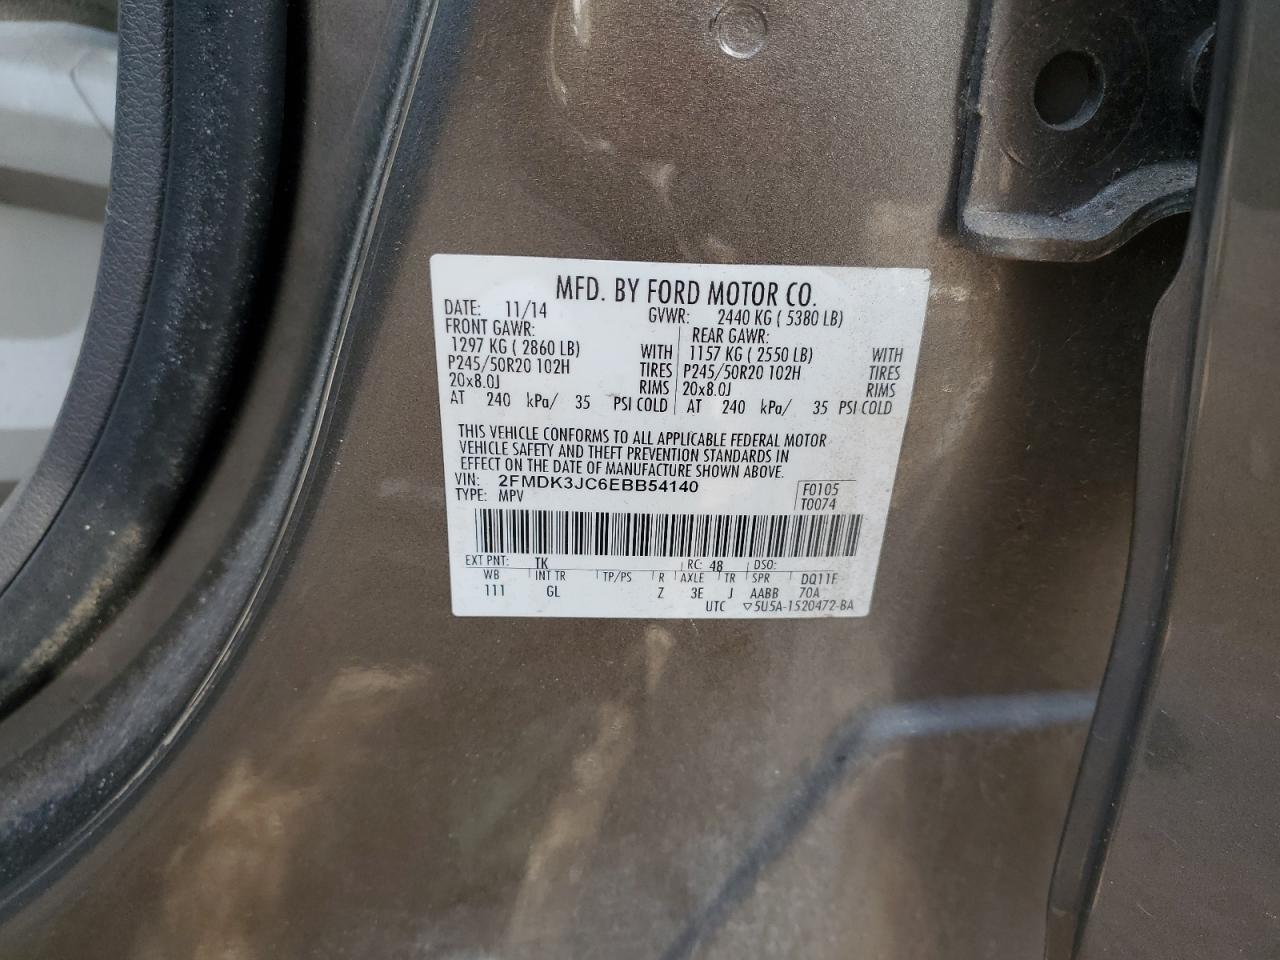 MFD. BY FORD MOTOR CO.
DATE: 11/14 GVWR: 2440 KG ( 5380 LB)
FRONT GAWR: REAR GAWR:
1297 KG ( 2860 LB) WITH 1157 KG ( 2550 LB) WITH
P245/50R20 102H TIRES P245/50R20 102H TIRES
20x8.0J RIMS 20x8.0J RIMS
AT 240 kPa/ 35 PSI COLD AT 240 kPa/ 35 PSI COLD
THIS VEHICLE CONFORMS TO ALL APPLICABLE FEDERAL MOTOR
VEHICLE SAFETY AND THEFT PREVENTION STANDARDS IN
EFFECT ON THE DATE OF MANUFACTURE SHOWN ABOVE.
VIN: 2FMDK3JC6EBB54140 F0105
TYPE: MPV T0074
EXT PNT: TK RC: 48 DSO:
WB INT TR TP/PS R AXLE TR SPR DQ11F
111 GL Z 3E J AABB 70A
UTC ▽5U5A-1520472-BA